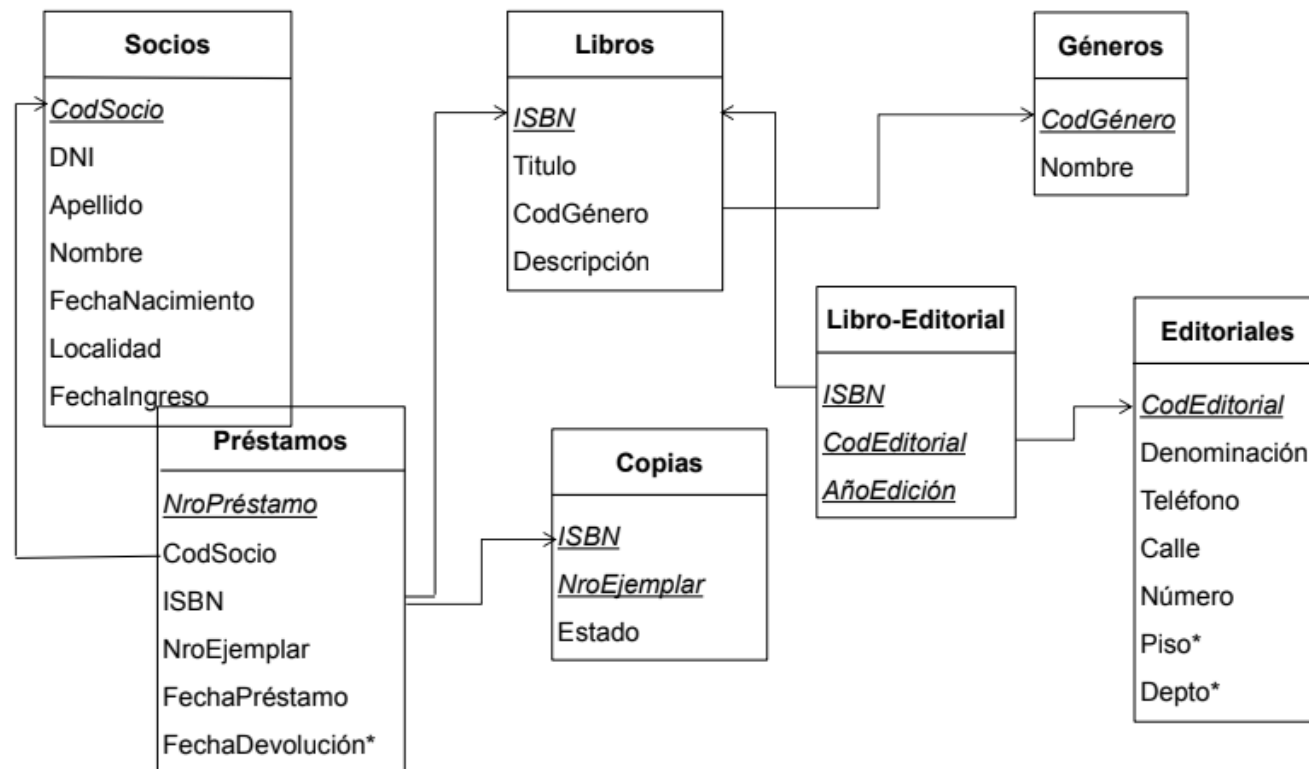 Socios
CodSocio
DNI
Apellido
Nombre
FechaNacimiento
Localidad
FechaIngreso
Préstamos
NroPréstamo
CodSocio
ISBN
NroEjemplar
FechaPréstamo
FechaDevolución*
Libros
ISBN
Titulo
CodGénero
Descripción
Copias
ISBN
NroEjemplar
Estado
Géneros
CodGénero
Nombre
Libro-Editorial
ISBN
CodEditorial
AñoEdición
Editoriales
CodEditorial
Denominación
Teléfono
Calle
Número
Piso*
Depto*